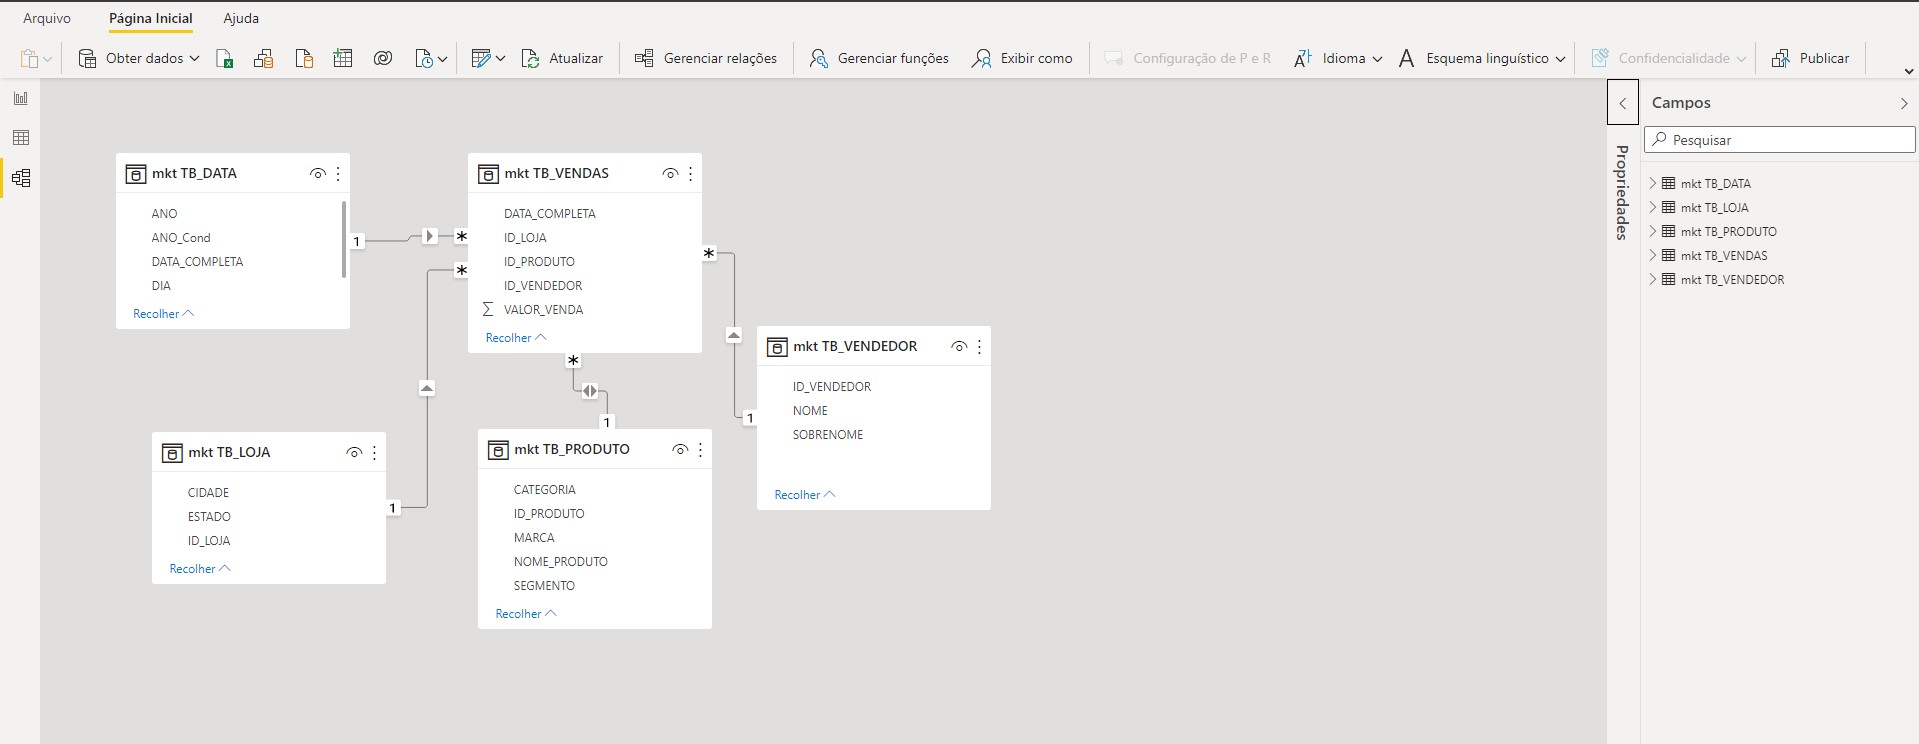 Arquivo Página Inicial Ajuda
Obter dados Atualizar Gerenciar relações Gerenciar funções Exibir como Configuração de P e R Idioma Esquema linguístico Confidencialidade Publicar
mkt TB_DATA
ANO
ANO_Cond
DATA_COMPLETA
DIA
Recolher
1
*
*
mkt TB_VENDAS
DATA_COMPLETA
ID_LOJA
ID_PRODUTO
ID_VENDEDOR
VALOR_VENDA
Recolher
*
*
1
1
mkt TB_VENDEDOR
ID_VENDEDOR
NOME
SOBRENOME
Recolher
mkt TB_LOJA
CIDADE
ESTADO
ID_LOJA
Recolher
1
mkt TB_PRODUTO
CATEGORIA
ID_PRODUTO
MARCA
NOME_PRODUTO
SEGMENTO
Recolher
Propriedades
Campos
Pesquisar
mkt TB_DATA
mkt TB_LOJA
mkt TB_PRODUTO
mkt TB_VENDAS
mkt TB_VENDEDOR